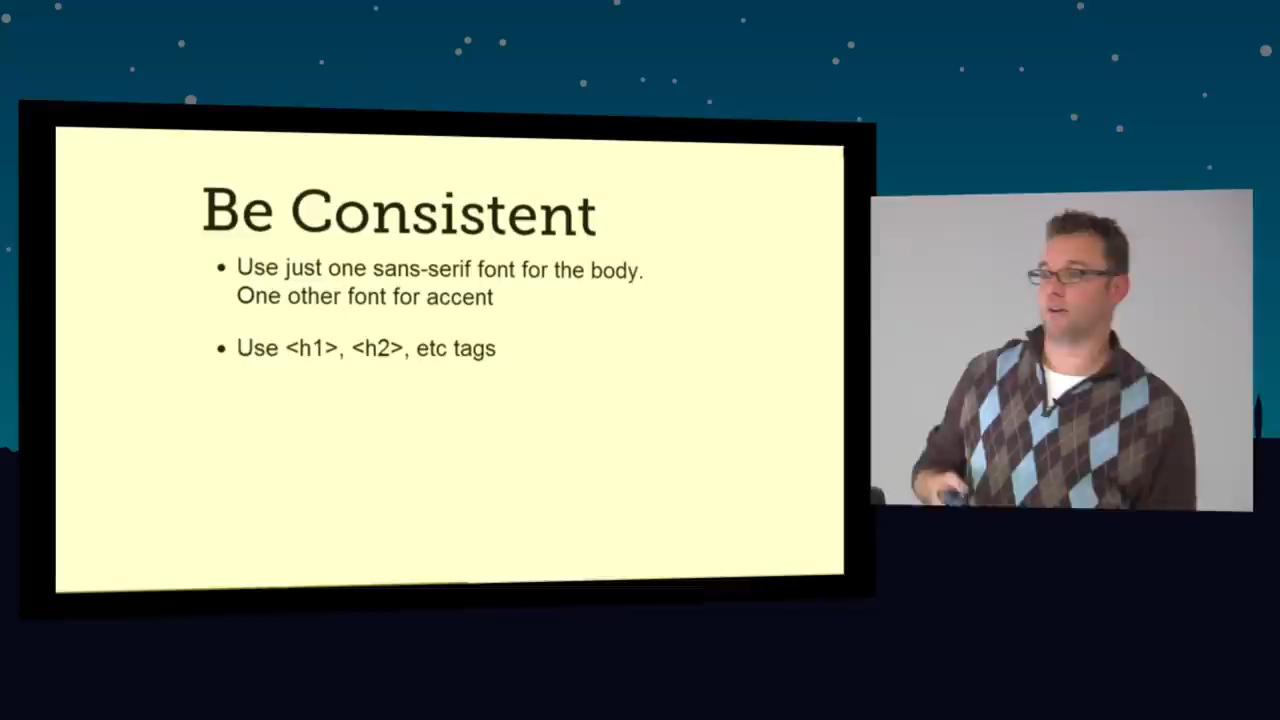 Be Consistent
Use just one sans-serif font for the body.
One other font for accent
Use <h1>, <h2>, etc tags